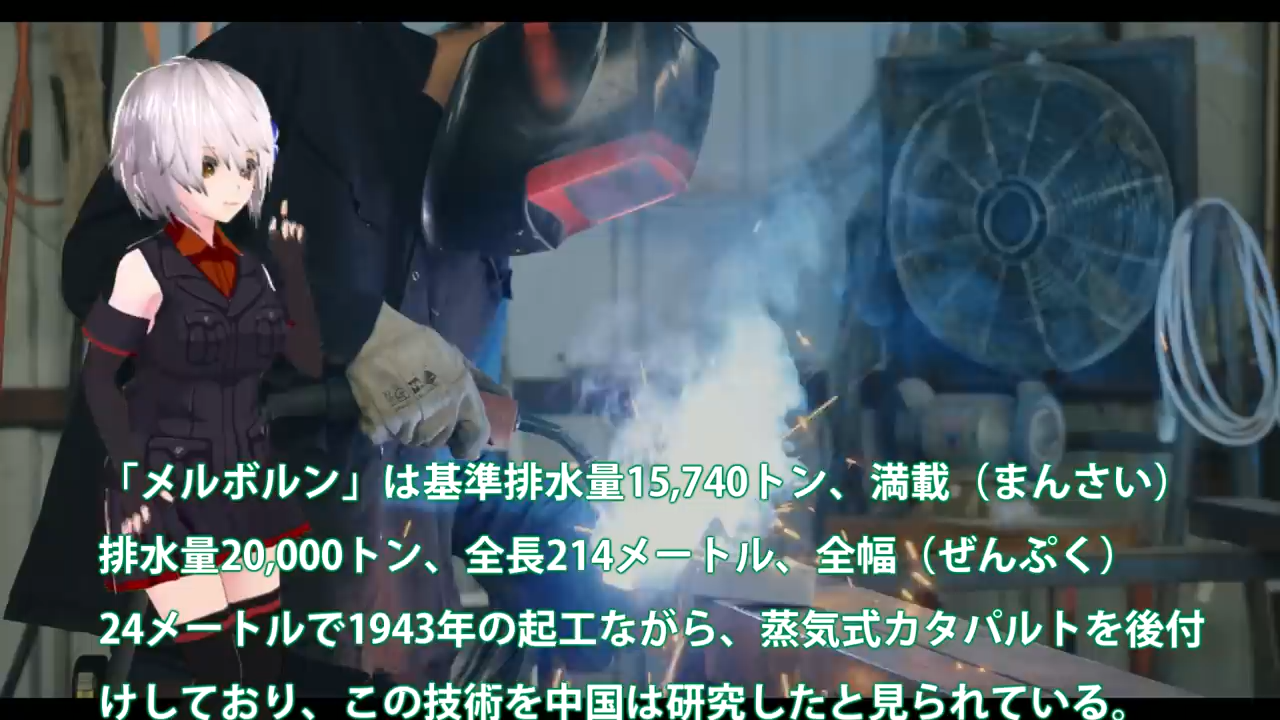 「メルボルン」は基準排水量15,740トン、満載（まんさい）
排水量20,000トン、全長214メートル、全幅（ぜんぷく）
24メートルで1943年の起工ながら、蒸気式カタパルトを後付
けしており、この技術を中国は研究したと見られている。